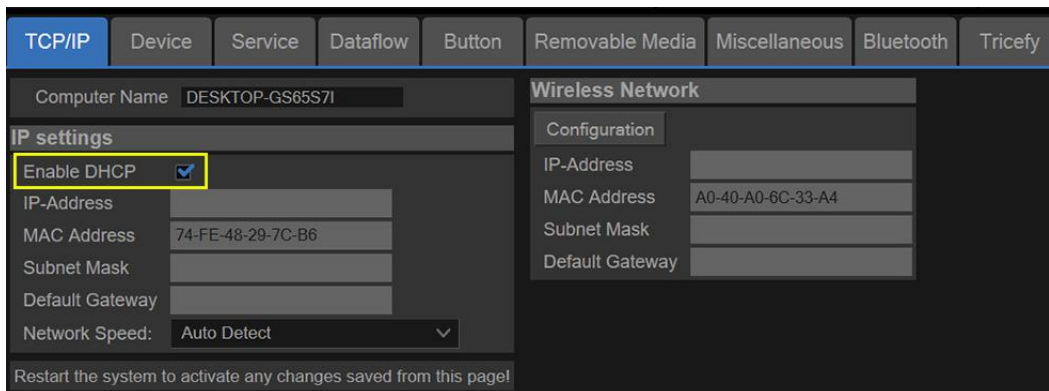 TCP/IP Device Service Dataflow Button Removable Media Miscellaneous Bluetooth Tricefy
Computer Name DESKTOP-GS65S7I
IP settings
Enable DHCP
IP-Address
MAC Address 74-FE-48-29-7C-B6
Subnet Mask
Default Gateway
Network Speed: Auto Detect
Restart the system to activate any changes saved from this page!
Wireless Network
Configuration
IP-Address
MAC Address A0-40-A0-6C-33-A4
Subnet Mask
Default Gateway